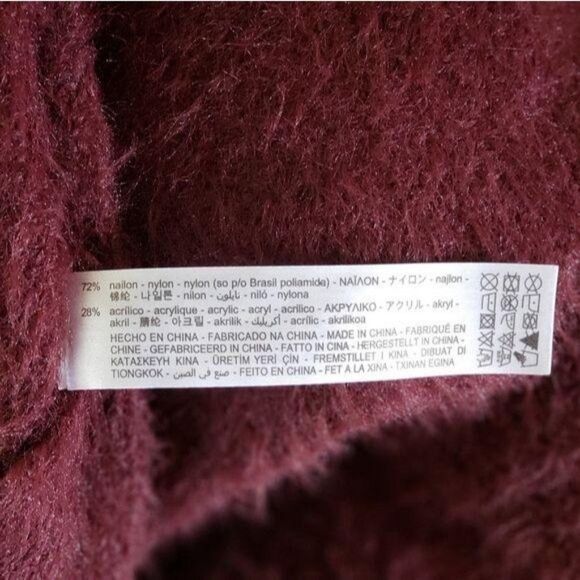 72% nailon - nylon - nylon (so p/o Brasil poliamida) - ΝΑΪΛΟΝ - ナイロン - najlon -
锦纶 - 나일론 - nilon - نايلون - niló - nylona
28% acrílico - acrylique - acrylic - acryl - acrilico - ΑΚΡΥΛΙΚΟ - アクリル - akryl -
akril - 腈纶 - 아크릴 - akrilik - أكريليك - acrílic - akrilikoa
HECHO EN CHINA - FABRICADO NA CHINA - MADE IN CHINA - FABRIQUÉ EN
CHINE - GEFABRICEERD IN CHINA - FATTO IN CINA - HERGESTELLT IN CHINA -
ΚΑΤΑΣΚΕΥΗ ΚΙΝΑ - ÜRETİM YERİ ÇİN - FREMSTILLET I KINA - DIBUAT DI
TIONGKOK - صنع في الصين - FEITO EN CHINA - FET A LA XINA - TXINAN EGINA